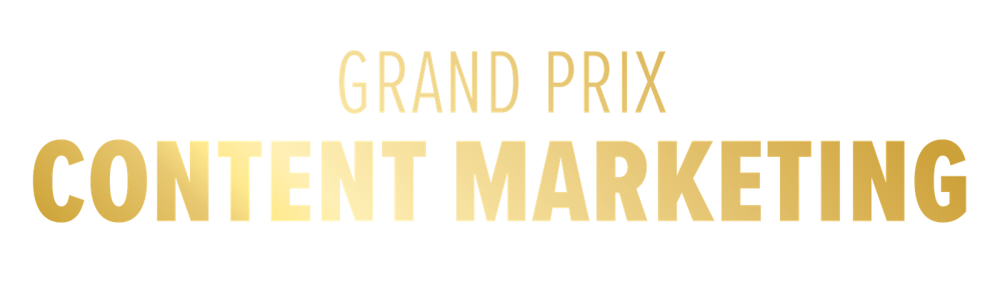 GRAND PRIX
CONTENT MARKETING